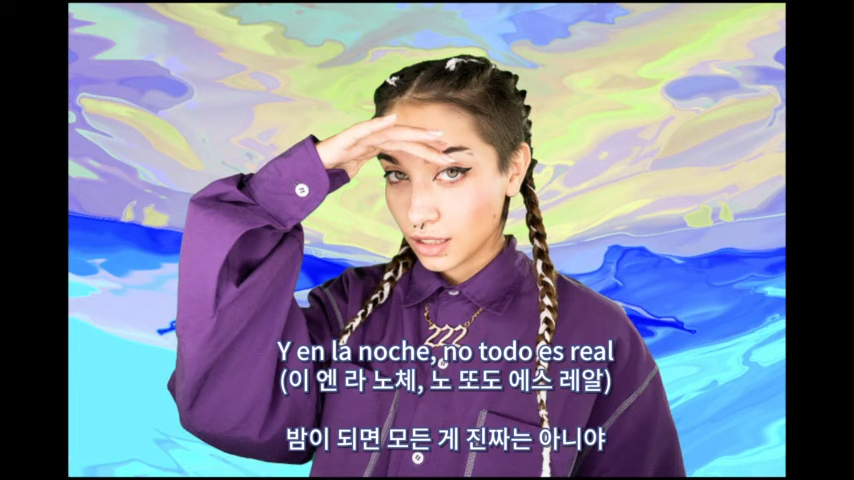 222
Y en la noche, no todo es real
(이 엔 라 노체, 노 또도 에스 레알)
밤이 되면 모든 게 진짜는 아니야